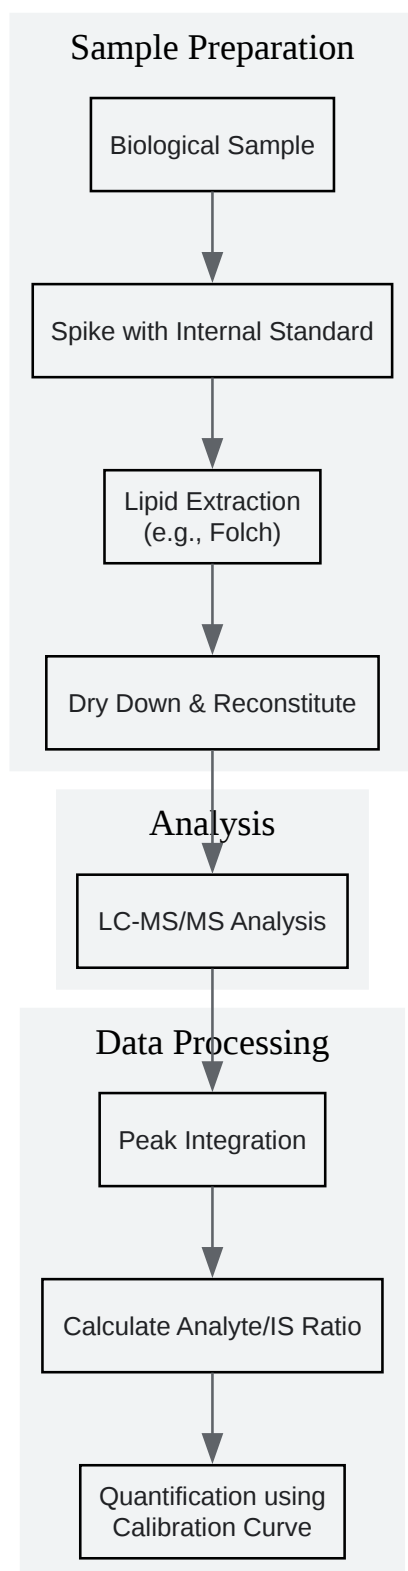 Sample Preparation
Biological Sample
Spike with Internal Standard
Lipid Extraction
(e.g., Folch)
Dry Down & Reconstitute
Analysis
LC-MS/MS Analysis
Data Processing
Peak Integration
Calculate Analyte/IS Ratio
Quantification using
Calibration Curve